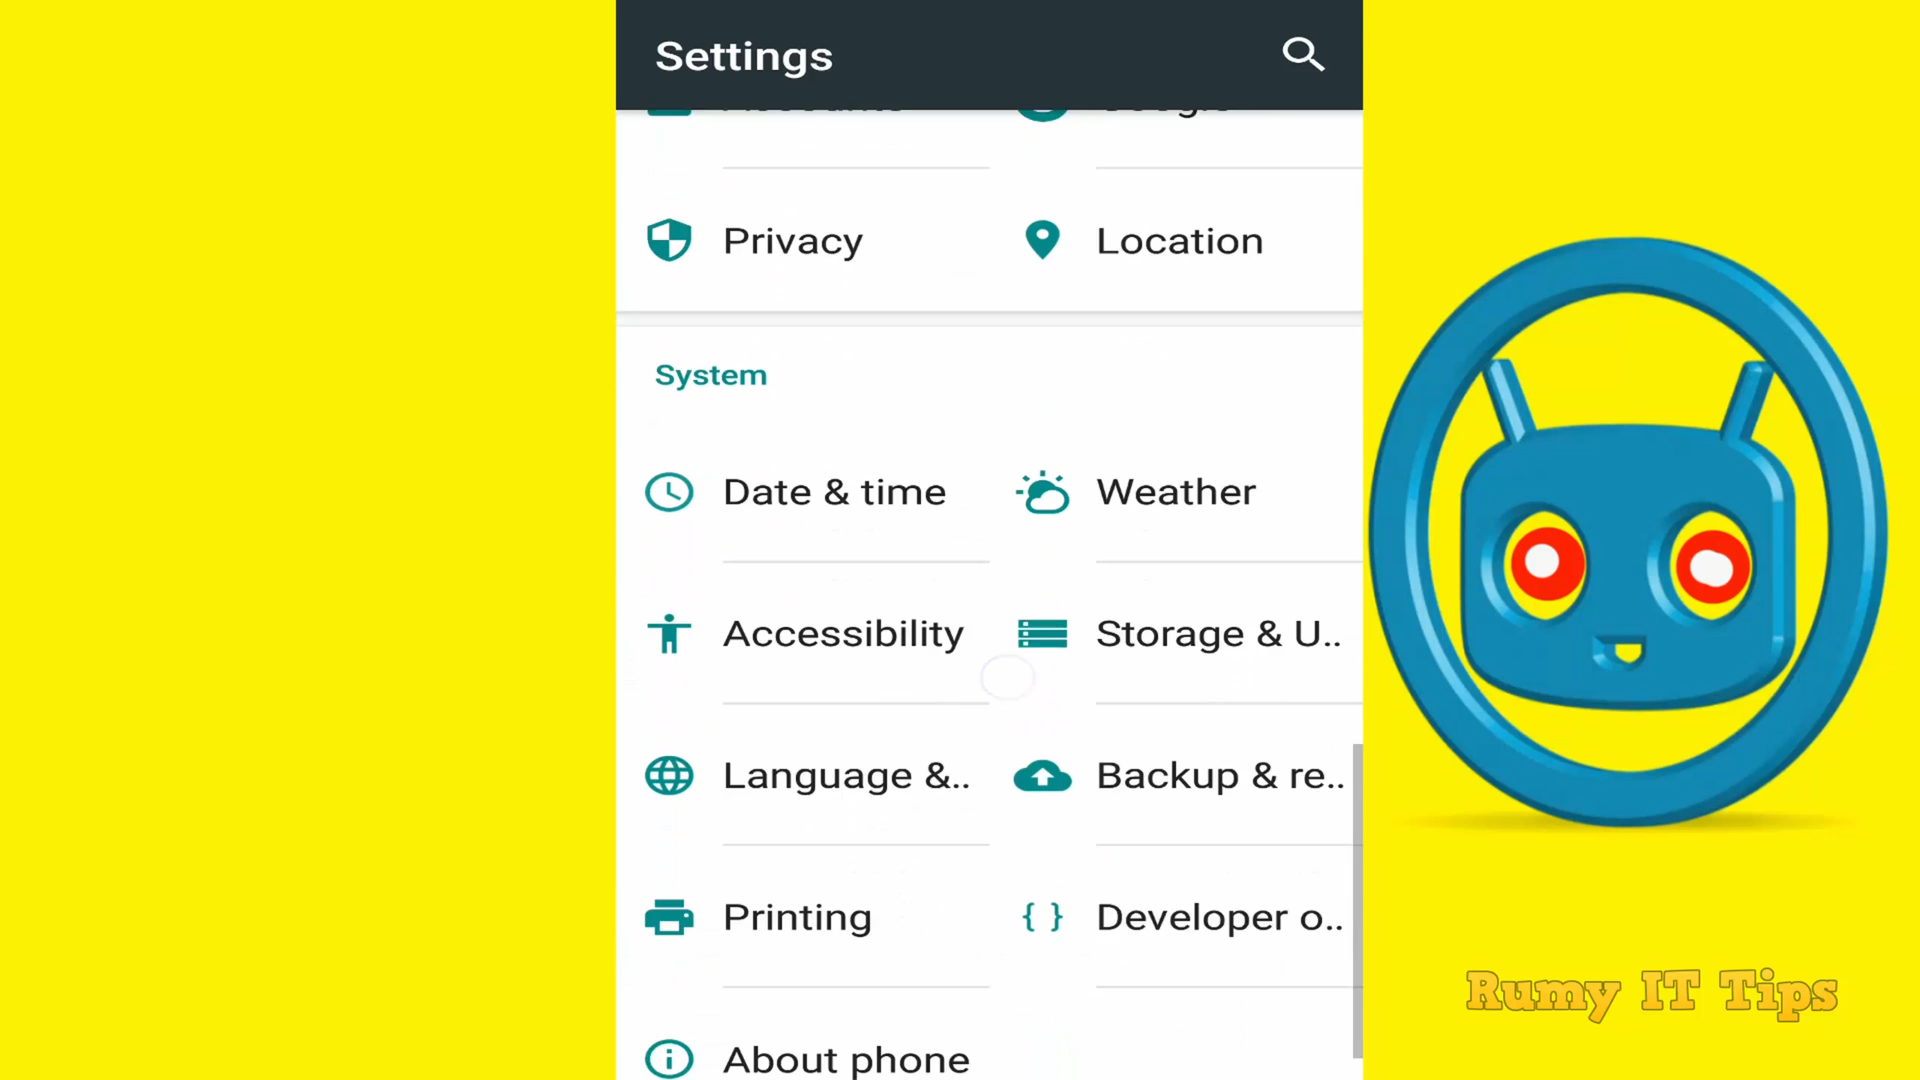 Settings
Privacy
Location
System
Date & time
Weather
Accessibility
Storage & U..
Language &..
Backup & re..
Printing
Developer o..
About phone
Rumy IT Tips